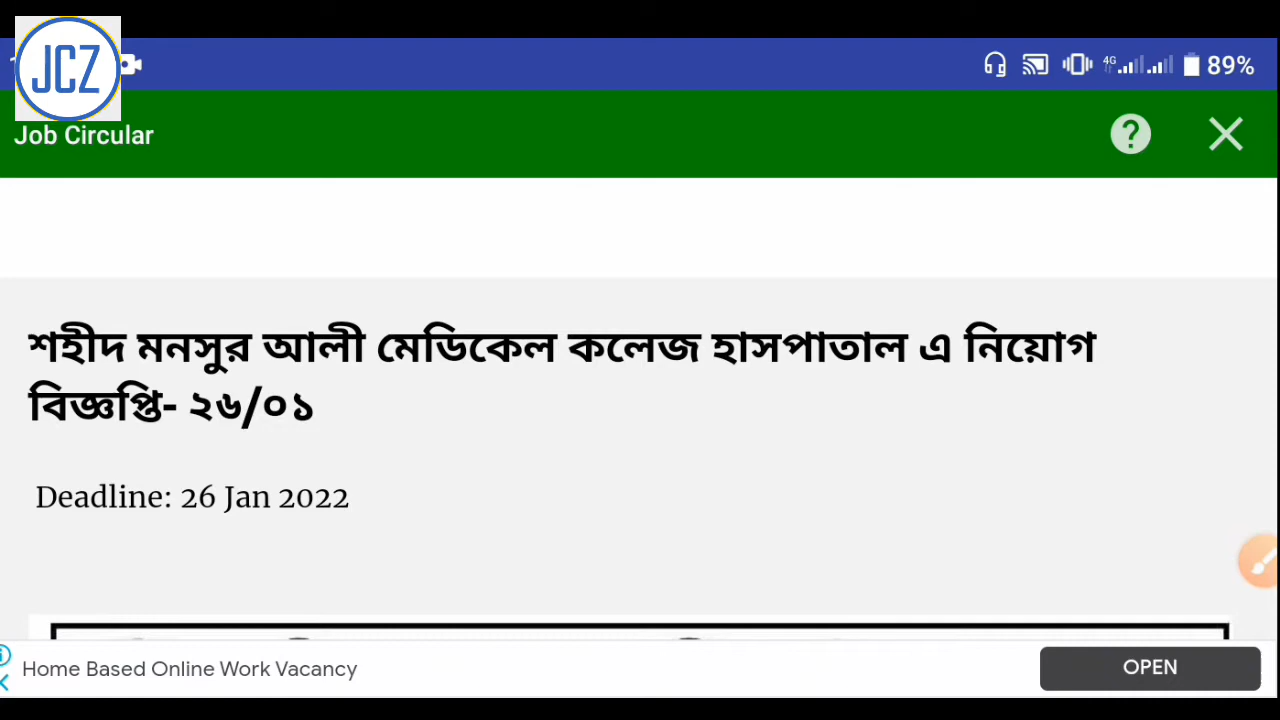 JCZ
4G 89%
Job Circular
শহীদ মনসুর আলী মেডিকেল কলেজ হাসপাতাল এ নিয়োগ
বিজ্ঞপ্তি- ২৬/০১
Deadline: 26 Jan 2022
Home Based Online Work Vacancy
OPEN